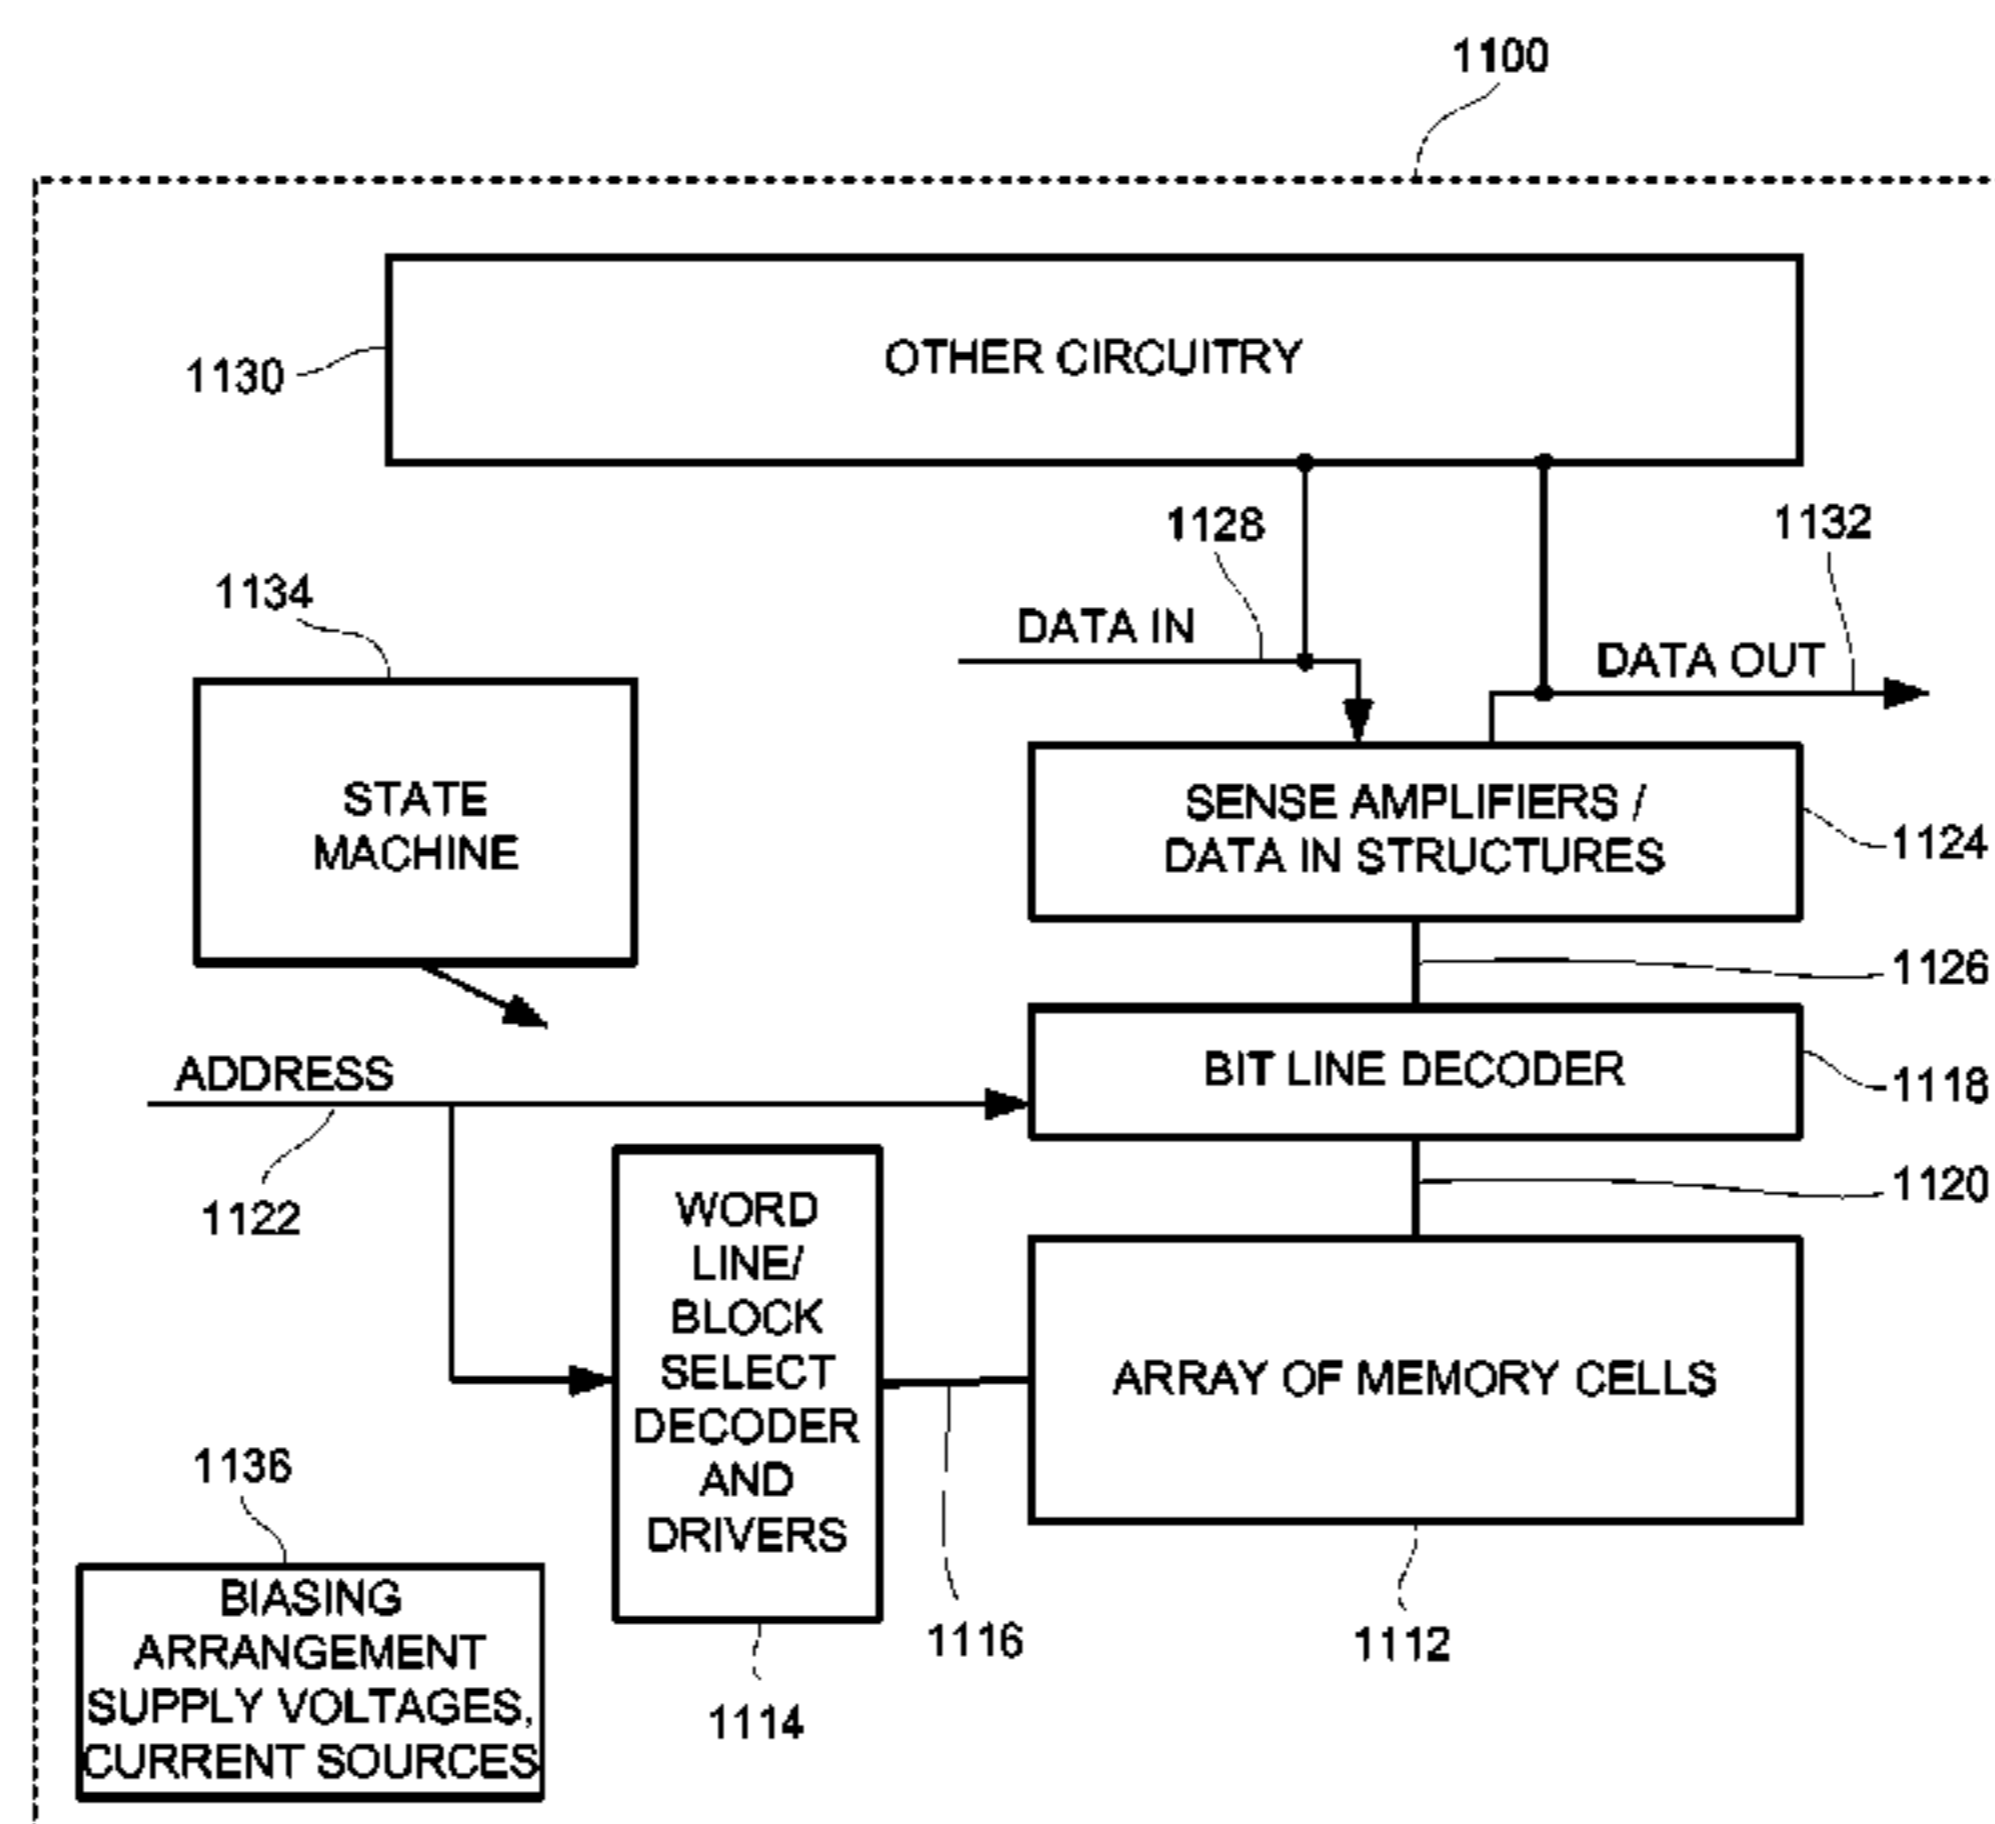 1100
OTHER CIRCUITRY
1130
1128
1132
1134
DATA IN
DATA OUT
STATE
MACHINE
SENSE AMPLIFIERS /
DATA IN STRUCTURES
1124
1126
ADDRESS
BIT LINE DECODER
1118
1122
1120
WORD
LINE/
BLOCK
SELECT
DECODER
AND
DRIVERS
ARRAY OF MEMORY CELLS
1136
BIASING
ARRANGEMENT
SUPPLY VOLTAGES,
CURRENT SOURCES
1116
1112
1114